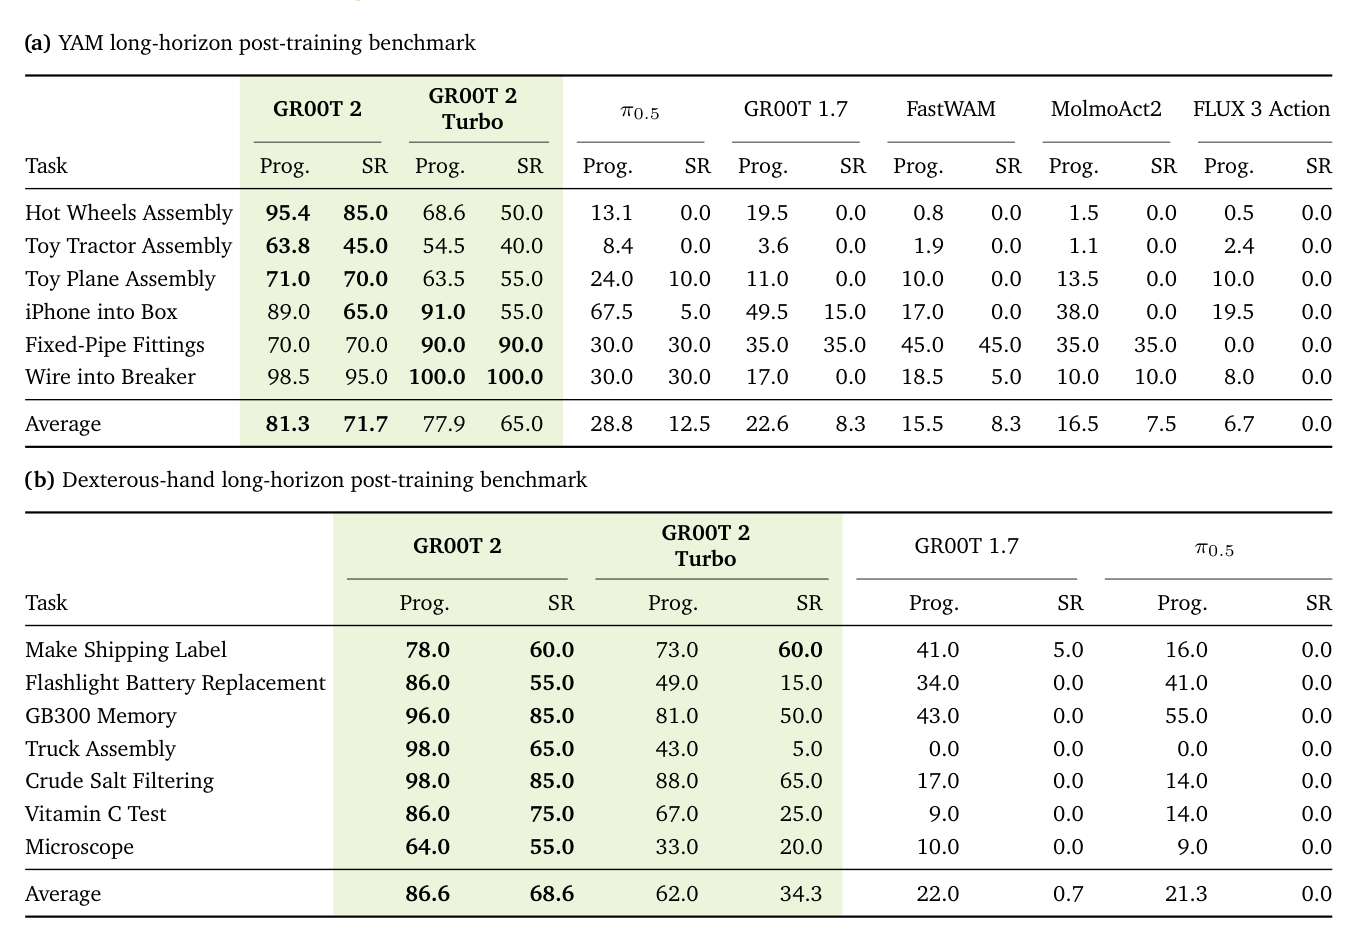 (a) YAM long-horizon post-training benchmark
GR00T 2 GR00T 2 Turbo π0.5 GR00T 1.7 FastWAM MolmoAct2 FLUX 3 Action
Task Prog. SR Prog. SR Prog. SR Prog. SR Prog. SR Prog. SR Prog. SR
Hot Wheels Assembly 95.4 85.0 68.6 50.0 13.1 0.0 19.5 0.0 0.8 0.0 1.5 0.0 0.5 0.0
Toy Tractor Assembly 63.8 45.0 54.5 40.0 8.4 0.0 3.6 0.0 1.9 0.0 1.1 0.0 2.4 0.0
Toy Plane Assembly 71.0 70.0 63.5 55.0 24.0 10.0 11.0 0.0 10.0 0.0 13.5 0.0 10.0 0.0
iPhone into Box 89.0 65.0 91.0 55.0 67.5 5.0 49.5 15.0 17.0 0.0 38.0 0.0 19.5 0.0
Fixed-Pipe Fittings 70.0 70.0 90.0 90.0 30.0 30.0 35.0 35.0 45.0 45.0 35.0 35.0 0.0 0.0
Wire into Breaker 98.5 95.0 100.0 100.0 30.0 30.0 17.0 0.0 18.5 5.0 10.0 10.0 8.0 0.0
Average 81.3 71.7 77.9 65.0 28.8 12.5 22.6 8.3 15.5 8.3 16.5 7.5 6.7 0.0
(b) Dexterous-hand long-horizon post-training benchmark
GR00T 2 GR00T 2 Turbo GR00T 1.7 π0.5
Task Prog. SR Prog. SR Prog. SR Prog. SR
Make Shipping Label 78.0 60.0 73.0 60.0 41.0 5.0 16.0 0.0
Flashlight Battery Replacement 86.0 55.0 49.0 15.0 34.0 0.0 41.0 0.0
GB300 Memory 96.0 85.0 81.0 50.0 43.0 0.0 55.0 0.0
Truck Assembly 98.0 65.0 43.0 5.0 0.0 0.0 0.0 0.0
Crude Salt Filtering 98.0 85.0 88.0 65.0 17.0 0.0 14.0 0.0
Vitamin C Test 86.0 75.0 67.0 25.0 9.0 0.0 14.0 0.0
Microscope 64.0 55.0 33.0 20.0 10.0 0.0 9.0 0.0
Average 86.6 68.6 62.0 34.3 22.0 0.7 21.3 0.0